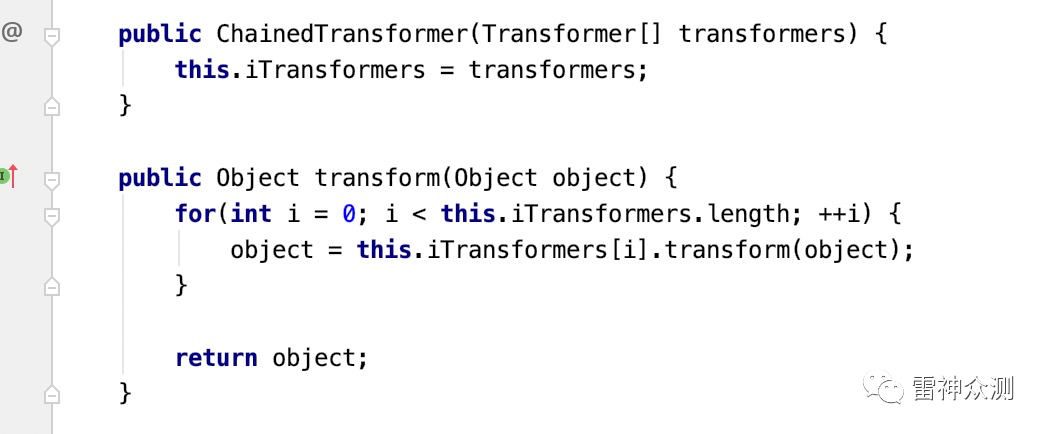 @
public ChainedTransformer(Transformer[] transformers) {
    this.iTransformers = transformers;
}
public Object transform(Object object) {
    for(int i = 0; i < this.iTransformers.length; ++i) {
        object = this.iTransformers[i].transform(object);
    }
    return object;
}
雷神众测